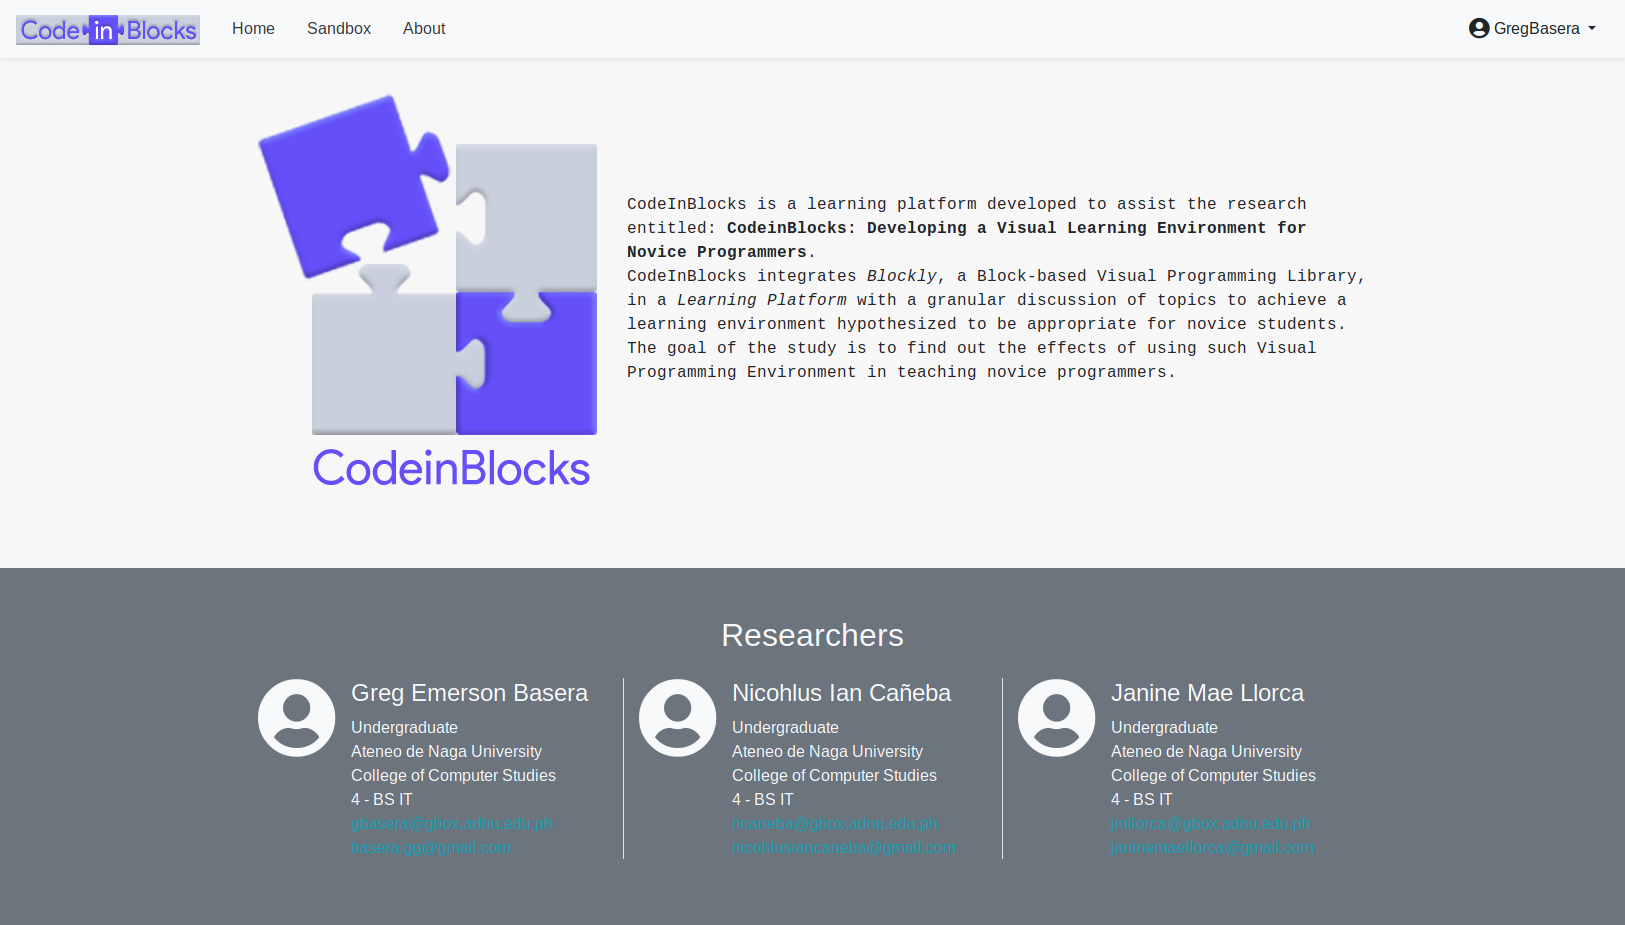 Code in Blocks Home Sandbox About GregBasera
CodeInBlocks is a learning platform developed to assist the research
entitled: CodeinBlocks: Developing a Visual Learning Environment for
Novice Programmers.
CodeInBlocks integrates Blockly, a Block-based Visual Programming Library,
in a Learning Platform with a granular discussion of topics to achieve a
learning environment hypothesized to be appropriate for novice students.
The goal of the study is to find out the effects of using such Visual
Programming Environment in teaching novice programmers.
CodeinBlocks
Researchers
Greg Emerson Basera
Undergraduate
Ateneo de Naga University
College of Computer Studies
4 - BS IT
gbasera@gbox.adnu.edu.ph
basera.gg@gmail.com
Nicohlus Ian Cañeba
Undergraduate
Ateneo de Naga University
College of Computer Studies
4 - BS IT
ncaneba@gbox.adnu.edu.ph
nicohlusiancaneba@gmail.com
Janine Mae Llorca
Undergraduate
Ateneo de Naga University
College of Computer Studies
4 - BS IT
jmllorca@gbox.adnu.edu.ph
janinemaellorca@gmail.com